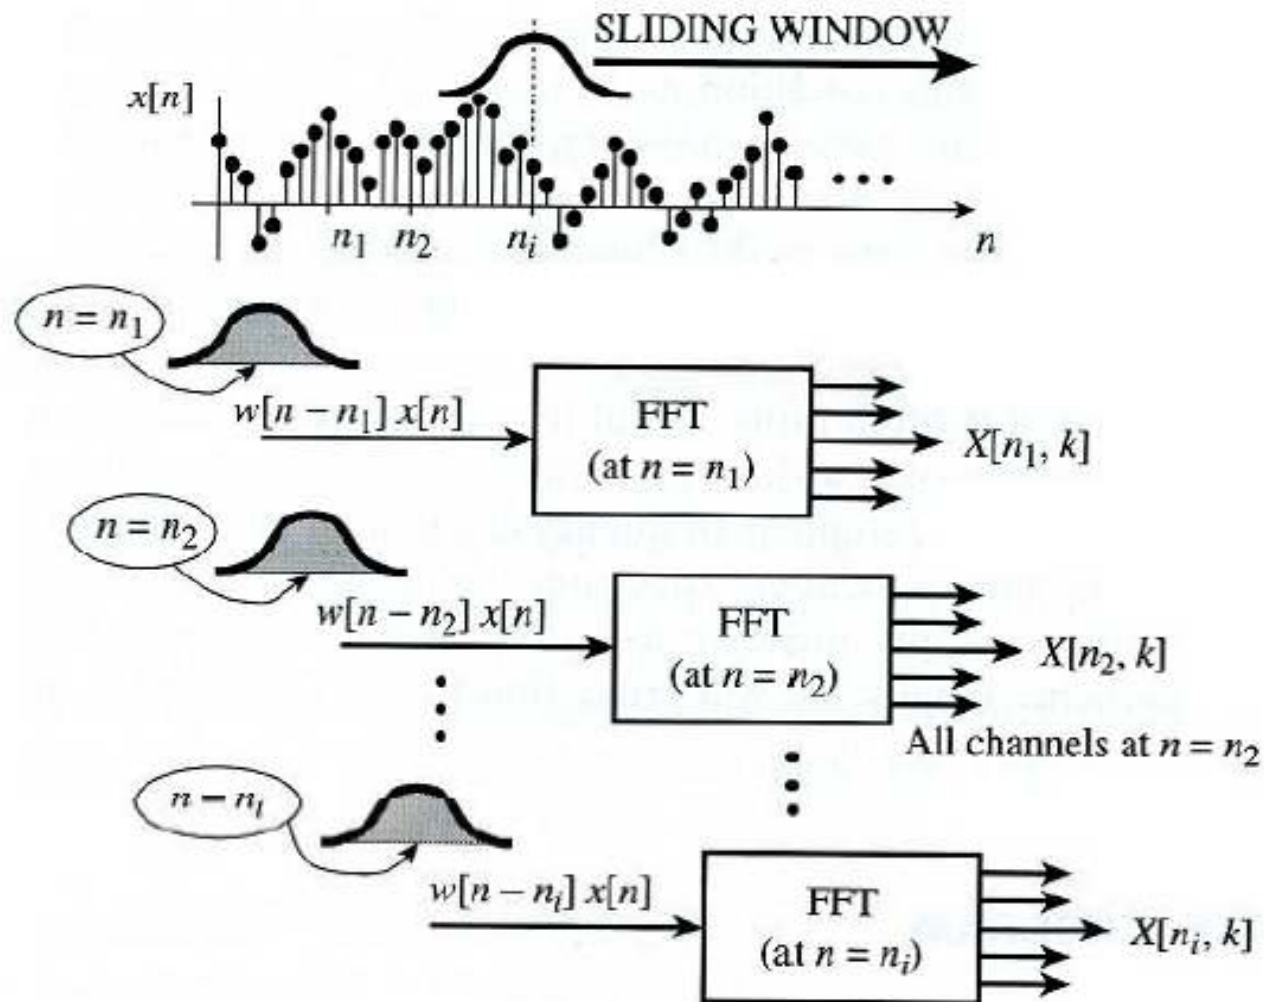 SLIDING WINDOW
x[n]
n₁ n₂ nᵢ n
n = n₁
w[n − n₁] x[n]
FFT
(at n = n₁)
X[n₁, k]
n = n₂
w[n − n₂] x[n]
FFT
(at n = n₂)
X[n₂, k]
All channels at n = n₂
n − nᵢ
w[n − nᵢ] x[n]
FFT
(at n = nᵢ)
X[nᵢ, k]